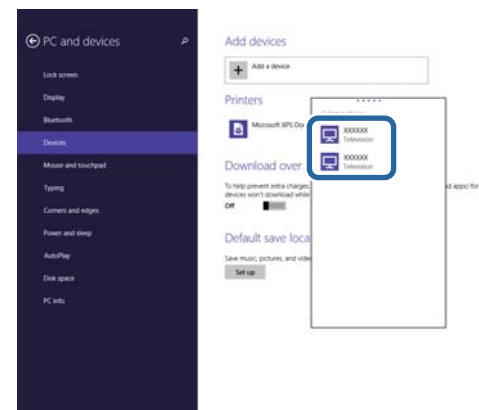 PC and devices
Lock screen
Display
Bluetooth
Devices
Mouse and touchpad
Typing
Corners and edges
Power and sleep
AutoPlay
Disk space
PC info
Add devices
Add a device
Printers
Microsoft XPS Do
XXXXXX
Television
XXXXXX
Television
Download over
To help prevent extra charges,
d apps) for
devices won't download while
Off
Default save loca
Save music, pictures, and vide
Set up